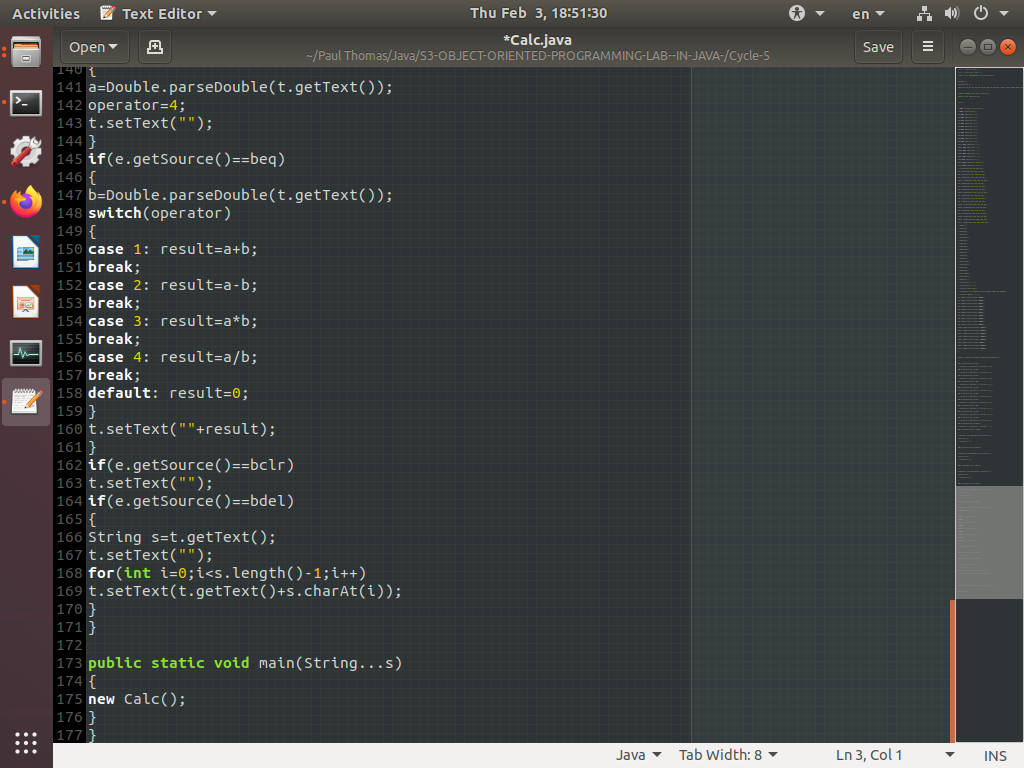 Activities Text Editor Thu Feb 3, 18:51:30 en
Open *Calc.java Save
~/Paul Thomas/Java/S3-OBJECT-ORIENTED-PROGRAMMING-LAB--IN-JAVA-/Cycle-5
140 {
141 a=Double.parseDouble(t.getText());
142 operator=4;
143 t.setText("");
144 }
145 if(e.getSource()==beq)
146 {
147 b=Double.parseDouble(t.getText());
148 switch(operator)
149 {
150 case 1: result=a+b;
151 break;
152 case 2: result=a-b;
153 break;
154 case 3: result=a*b;
155 break;
156 case 4: result=a/b;
157 break;
158 default: result=0;
159 }
160 t.setText(""+result);
161 }
162 if(e.getSource()==bclr)
163 t.setText("");
164 if(e.getSource()==bdel)
165 {
166 String s=t.getText();
167 t.setText("");
168 for(int i=0;i<s.length()-1;i++)
169 t.setText(t.getText()+s.charAt(i));
170 }
171 }
172
173 public static void main(String...s)
174 {
175 new Calc();
176 }
177 }
Java Tab Width: 8 Ln 3, Col 1 INS